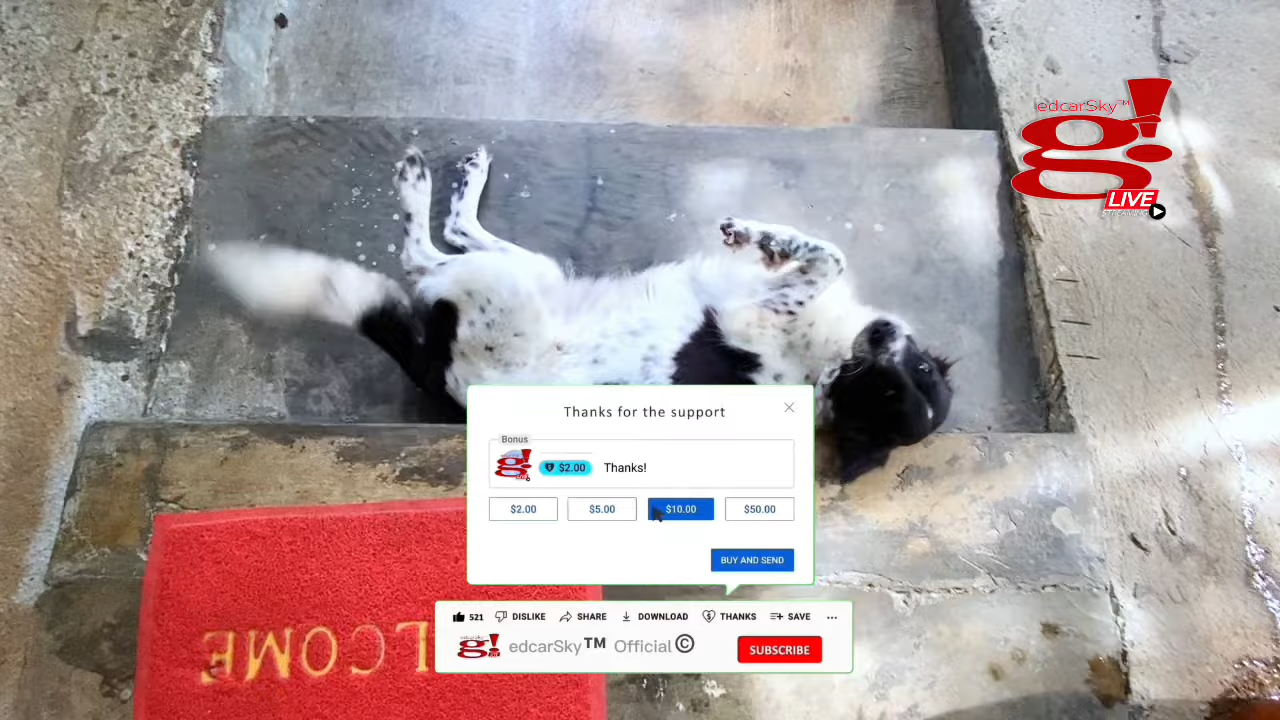 edcarSky™
g!
LIVE
STREAMING
Thanks for the support
Bonus
$2.00 Thanks!
$2.00 $5.00 $10.00 $50.00
BUY AND SEND
521 DISLIKE SHARE DOWNLOAD THANKS SAVE ...
edcarSky™ Official ©
SUBSCRIBE
WELCOME